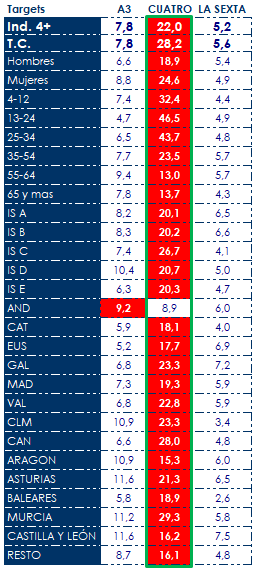 Targets A3 CUATRO LA SEXTA
Ind. 4+ 7,8 22,0 5,2
T.C. 7,8 28,2 5,6
Hombres 6,6 18,9 5,4
Mujeres 8,8 24,6 4,9
4-12 7,4 32,4 4,4
13-24 4,7 46,5 4,9
25-34 6,5 43,7 4,8
35-54 7,7 23,5 5,7
55-64 9,4 13,0 5,7
65 y mas 7,8 13,7 4,3
IS A 8,2 20,1 6,5
IS B 8,3 20,2 6,6
IS C 7,4 26,7 4,1
IS D 10,4 20,7 5,0
IS E 6,3 20,3 4,7
AND 9,2 8,9 6,0
CAT 5,9 18,1 4,0
EUS 5,2 17,7 6,9
GAL 6,8 23,3 7,2
MAD 7,3 19,3 5,9
VAL 6,8 22,8 5,9
CLM 10,9 23,3 3,4
CAN 6,6 28,0 4,8
ARAGON 10,9 15,3 6,0
ASTURIAS 11,6 21,3 6,5
BALEARES 5,8 18,9 2,6
MURCIA 11,2 29,3 5,8
CASTILLA Y LEÓN 11,6 16,2 7,5
RESTO 8,7 16,1 4,8